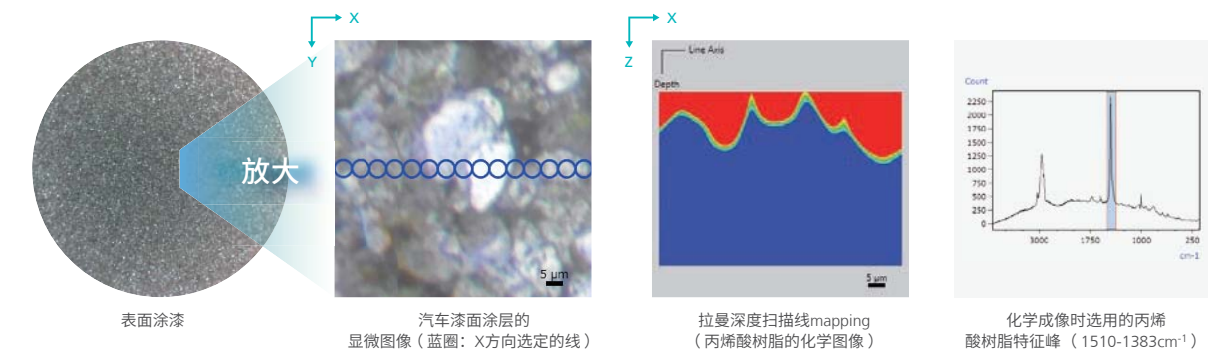 X
Y
放大
5 µm
X
Z
Line Axis
Depth
5 µm
Count
2250
2000
1750
1500
1250
1000
750
500
250
0
3000
1750
1000
250
cm-1
表面涂漆
汽车漆面涂层的
显微图像（蓝圈：X方向选定的线）
拉曼深度扫描线mapping
（丙烯酸树脂的化学图像）
化学成像时选用的丙烯
酸树脂特征峰（1510-1383cm⁻¹）